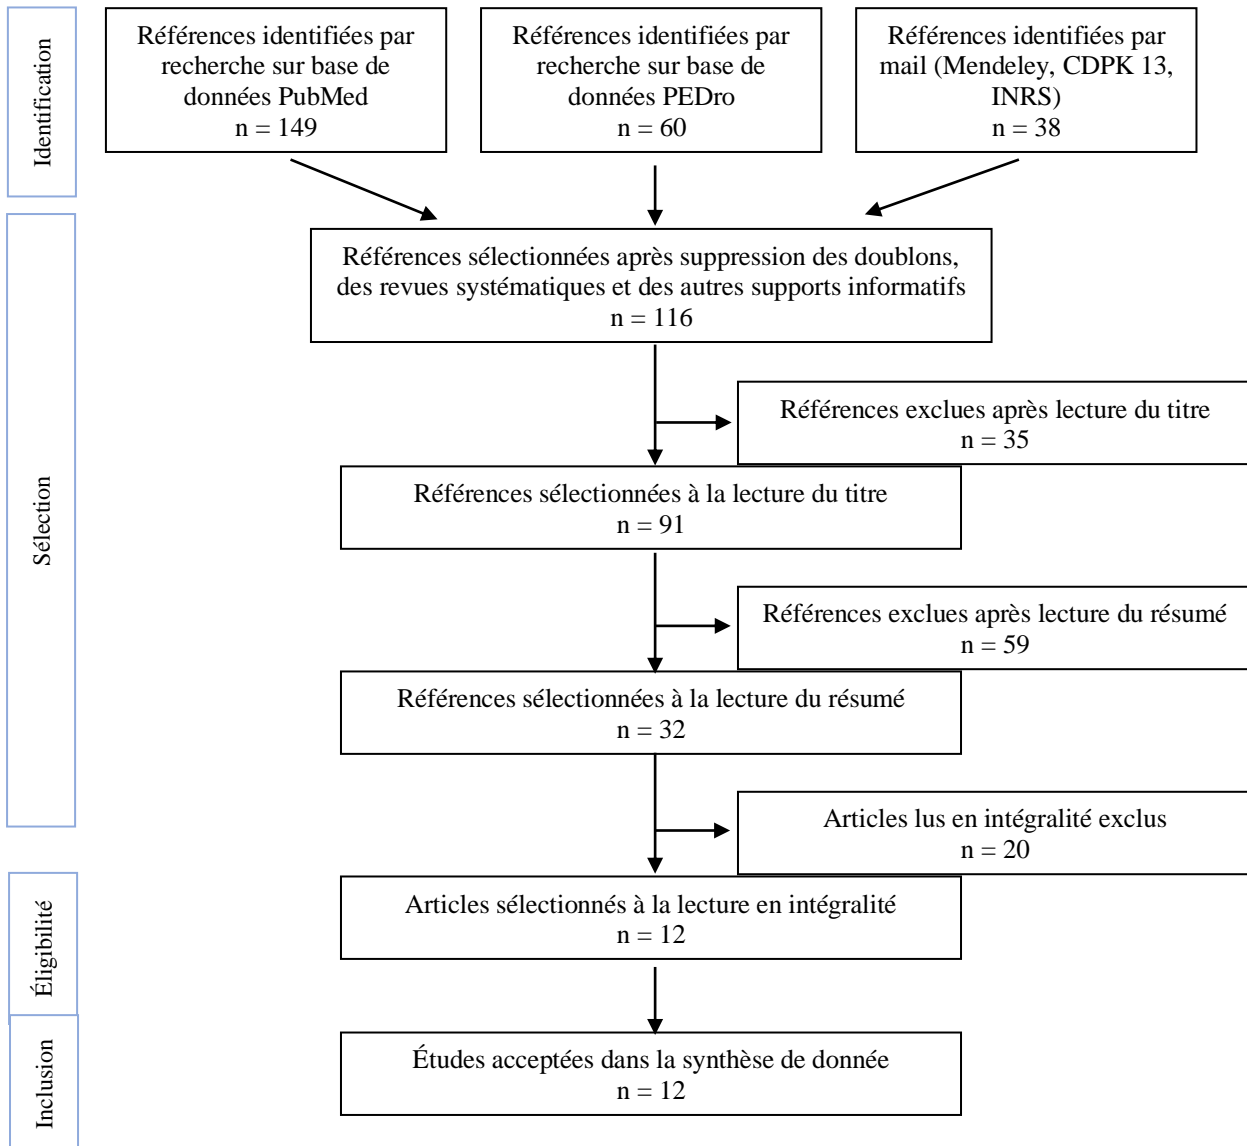 Identification
Références identifiées par
recherche sur base de
données PubMed
n = 149
Références identifiées par
recherche sur base de
données PEDro
n = 60
Références identifiées par
mail (Mendeley, CDPK 13,
INRS)
n = 38
Sélection
Références sélectionnées après suppression des doublons,
des revues systématiques et des autres supports informatifs
n = 116
Références exclues après lecture du titre
n = 35
Références sélectionnées à la lecture du titre
n = 91
Références exclues après lecture du résumé
n = 59
Références sélectionnées à la lecture du résumé
n = 32
Articles lus en intégralité exclus
n = 20
Éligibilité
Articles sélectionnés à la lecture en intégralité
n = 12
Inclusion
Études acceptées dans la synthèse de donnée
n = 12